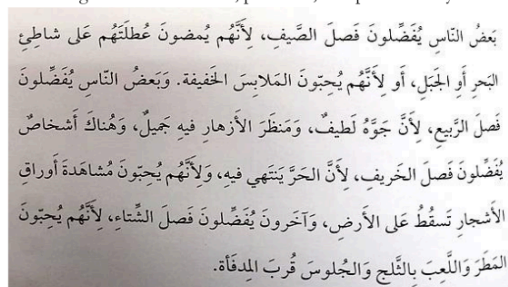 بَعضُ النّاسِ يُفَضِّلونَ فَصلَ الصَّيفِ، لِأَنَّهُم يُمضونَ عُطلَتَهُم عَلى شاطِئِ
البَحرِ أَو الجَبَلِ، أَو لِأَنَّهُم يُحِبّونَ المَلابِسَ الخَفيفة. وَبَعضُ النّاسِ يُفَضِّلونَ
فَصلَ الرَّبيعِ، لِأَنَّ جَوَّهُ لَطيفٌ، وَمَنظَرَ الأَزهارِ فيهِ جَميلٌ، وَهُناكَ أَشخاصٌ
يُفَضِّلونَ فَصلَ الخَريفِ، لِأَنَّ الحَرَّ يَنتَهي فيهِ، وَلِأَنَّهُم يُحِبّونَ مُشاهَدةَ أَوراقِ
الأَشجارِ تَسقُطُ عَلى الأَرضِ، وَآخَرونَ يُفَضِّلونَ فَصلَ الشِّتاءِ، لِأَنَّهُم يُحِبّونَ
المَطَرَ وَاللَّعِبَ بِالثَّلجِ وَالجُلوسَ قُربَ المِدفَأة.